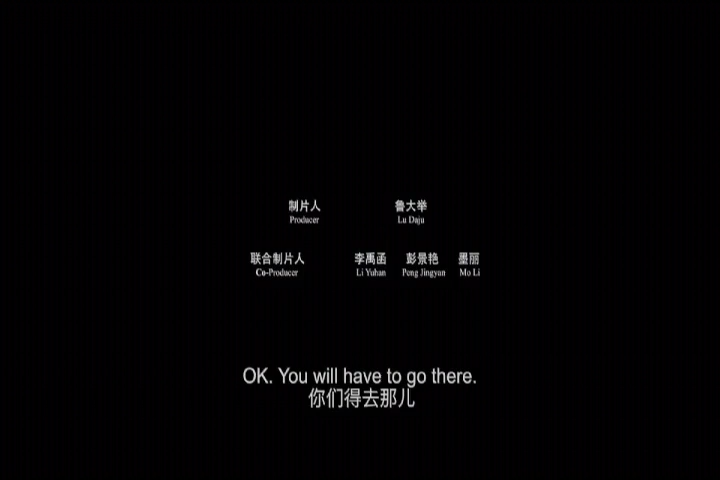 制片人 鲁大举
Producer Lu Daju
联合制片人 李禹函 彭景艳 墨丽
Co-Producer Li Yuhan Peng Jingyan Mo Li
OK. You will have to go there.
你们得去那儿